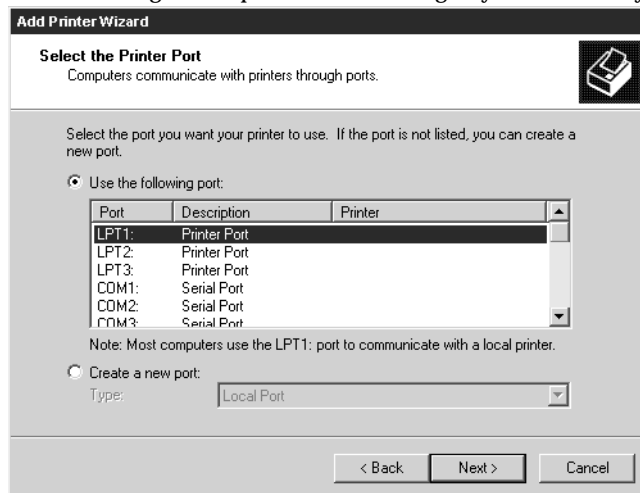 Add Printer Wizard
Select the Printer Port
Computers communicate with printers through ports.
Select the port you want your printer to use. If the port is not listed, you can create a
new port.
Use the following port:
Port Description Printer
LPT1: Printer Port
LPT2: Printer Port
LPT3: Printer Port
COM1: Serial Port
COM2: Serial Port
COM3: Serial Port
Note: Most computers use the LPT1: port to communicate with a local printer.
Create a new port:
Type: Local Port
< Back Next > Cancel